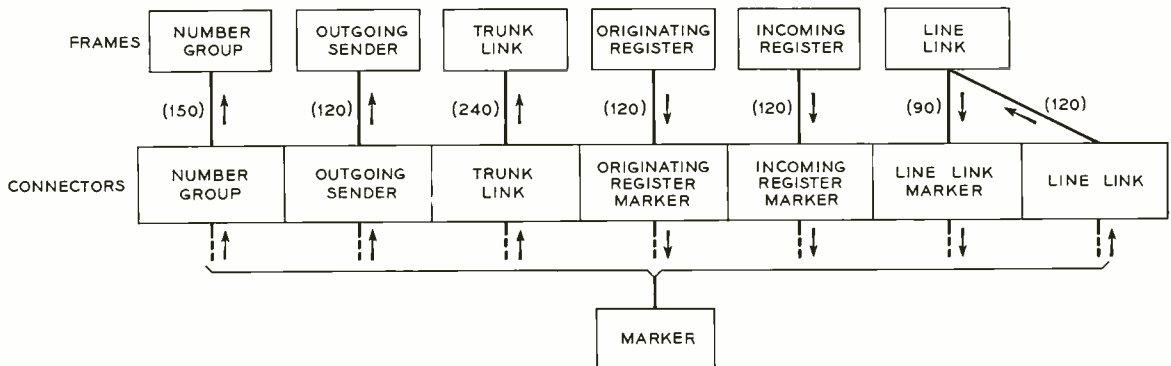 FRAMES
NUMBER
GROUP
OUTGOING
SENDER
TRUNK
LINK
ORIGINATING
REGISTER
INCOMING
REGISTER
LINE
LINK
(150)
(120)
(240)
(120)
(120)
(90)
(120)
CONNECTORS
NUMBER
GROUP
OUTGOING
SENDER
TRUNK
LINK
ORIGINATING
REGISTER
MARKER
INCOMING
REGISTER
MARKER
LINE LINK
MARKER
LINE LINK
MARKER